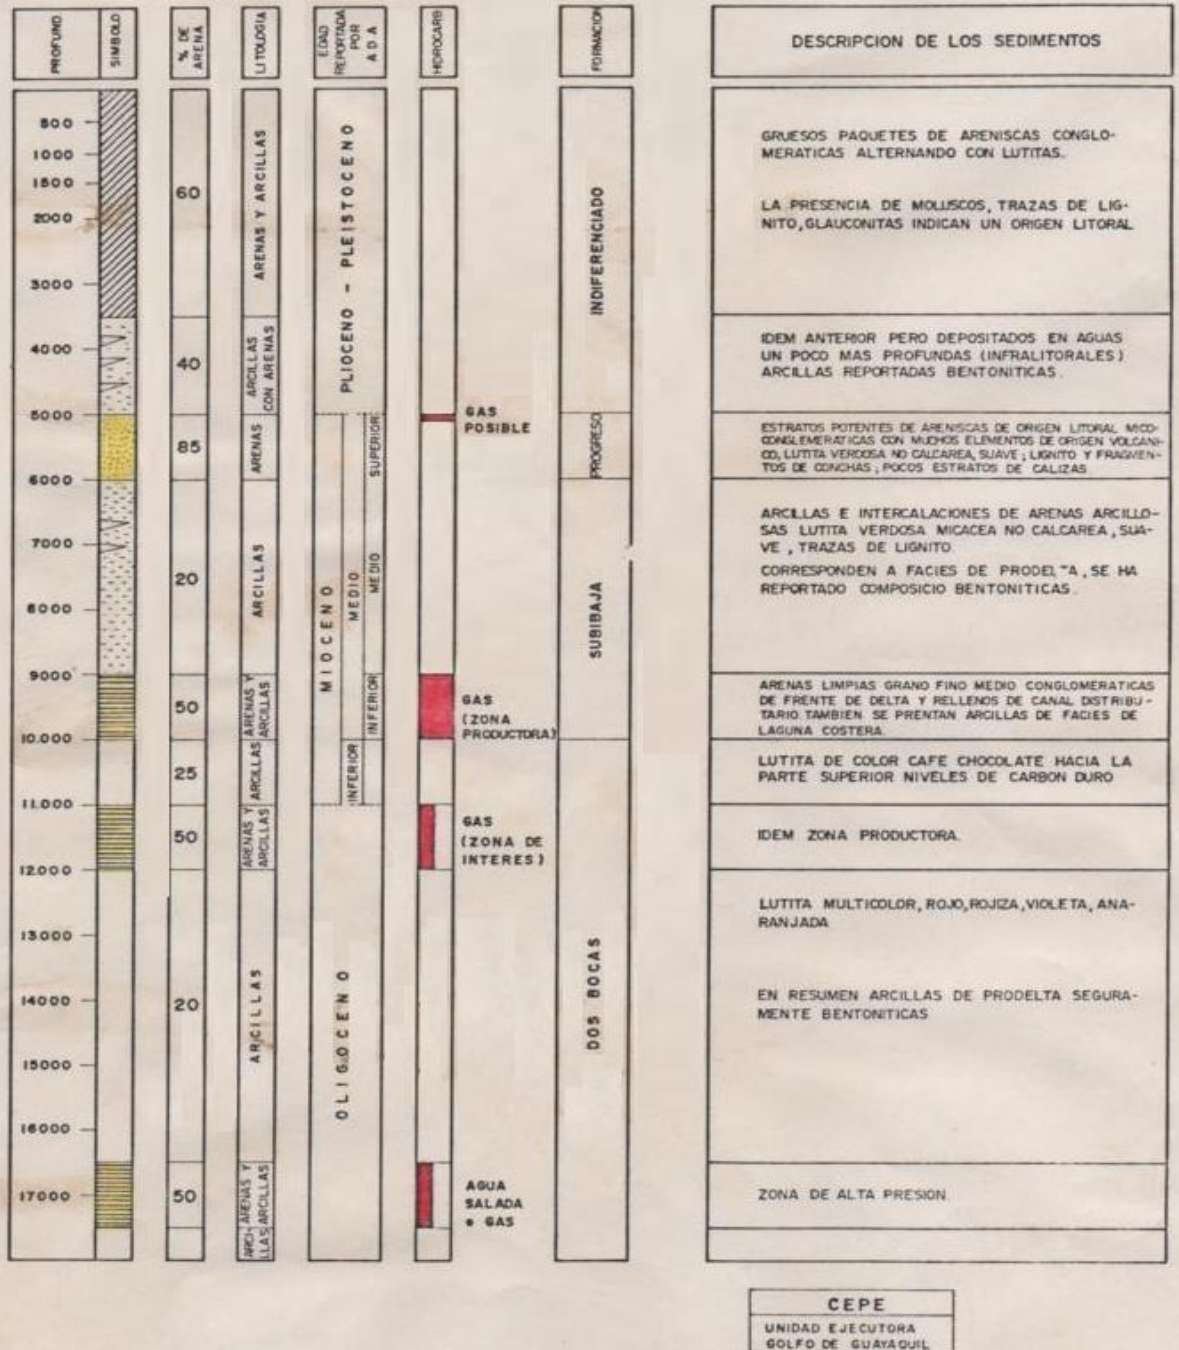 PROFUND
SIMBOLO
% DE
ARENA
LITOLOGIA
EDAD
REPORTADA
POR
A D A
HIDROCARB
FORMACION
DESCRIPCION DE LOS SEDIMENTOS
500
1000
1500
2000
3000
4000
5000
6000
7000
8000
9000
10.000
11.000
12.000
13.000
14000
15000
16000
17000
60
40
85
20
50
25
50
20
50
ARENAS Y ARCILLAS
ARCILLAS
CON ARENAS
ARENAS
ARCILLAS
ARENAS Y
ARCILLAS
ARCILLAS
ARENAS Y
ARCILLAS
ARCILLAS
ARENAS Y
ARCILLAS
ARCI-
LLAS
PLIOCENO - PLEISTOCENO
MIOCENO
SUPERIOR
MEDIO
MEDIO
INFERIOR
INFERIOR
OLIGOCENO
GAS
POSIBLE
GAS
(ZONA
PRODUCTORA)
GAS
(ZONA DE
INTERES)
AGUA
SALADA
o GAS
INDIFERENCIADO
PROGRESO
SUBIBAJA
DOS BOCAS
GRUESOS PAQUETES DE ARENISCAS CONGLO-
MERATICAS ALTERNANDO CON LUTITAS.
LA PRESENCIA DE MOLUSCOS, TRAZAS DE LIG-
NITO, GLAUCONITAS INDICAN UN ORIGEN LITORAL
IDEM ANTERIOR PERO DEPOSITADOS EN AGUAS
UN POCO MAS PROFUNDAS (INFRALITORALES)
ARCILLAS REPORTADAS BENTONITICAS.
ESTRATOS POTENTES DE ARENISCAS DE ORIGEN LITORAL MICO-
CONGLEMERATICAS CON MUCHOS ELEMENTOS DE ORIGEN VOLCANI-
CO, LUTITA VERDOSA NO CALCAREA, SUAVE; LIGNITO Y FRAGMEN-
TOS DE CONCHAS; POCOS ESTRATOS DE CALIZAS
ARCILLAS E INTERCALACIONES DE ARENAS ARCILLO-
SAS LUTITA VERDOSA MICACEA NO CALCAREA, SUA-
VE, TRAZAS DE LIGNITO.
CORRESPONDEN A FACIES DE PRODELTA, SE HA
REPORTADO COMPOSICIO BENTONITICAS.
ARENAS LIMPIAS GRANO FINO MEDIO CONGLOMERATICAS
DE FRENTE DE DELTA Y RELLENOS DE CANAL DISTRIBU-
TARIO. TAMBIEN SE PRENTAN ARCILLAS DE FACIES DE
LAGUNA COSTERA.
LUTITA DE COLOR CAFE CHOCOLATE HACIA LA
PARTE SUPERIOR NIVELES DE CARBON DURO
IDEM ZONA PRODUCTORA.
LUTITA MULTICOLOR, ROJO, ROJIZA, VIOLETA, ANA-
RANJADA
EN RESUMEN ARCILLAS DE PRODELTA SEGURA-
MENTE BENTONITICAS
ZONA DE ALTA PRESION.
CEPE
UNIDAD EJECUTORA
GOLFO DE GUAYAQUIL